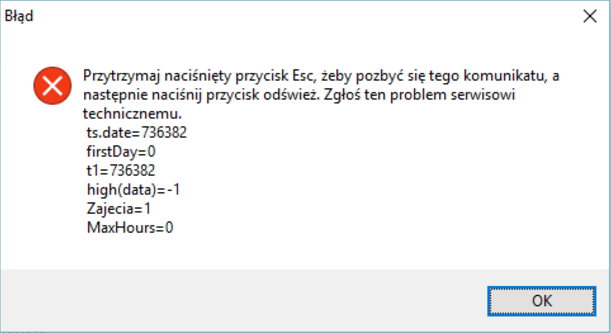 Błąd
Przytrzymaj naciśnięty przycisk Esc, żeby pozbyć się tego komunikatu, a
następnie naciśnij przycisk odśwież. Zgłoś ten problem serwisowi
technicznemu.
ts.date=736382
firstDay=0
t1=736382
high(data)=-1
Zajecia=1
MaxHours=0
OK